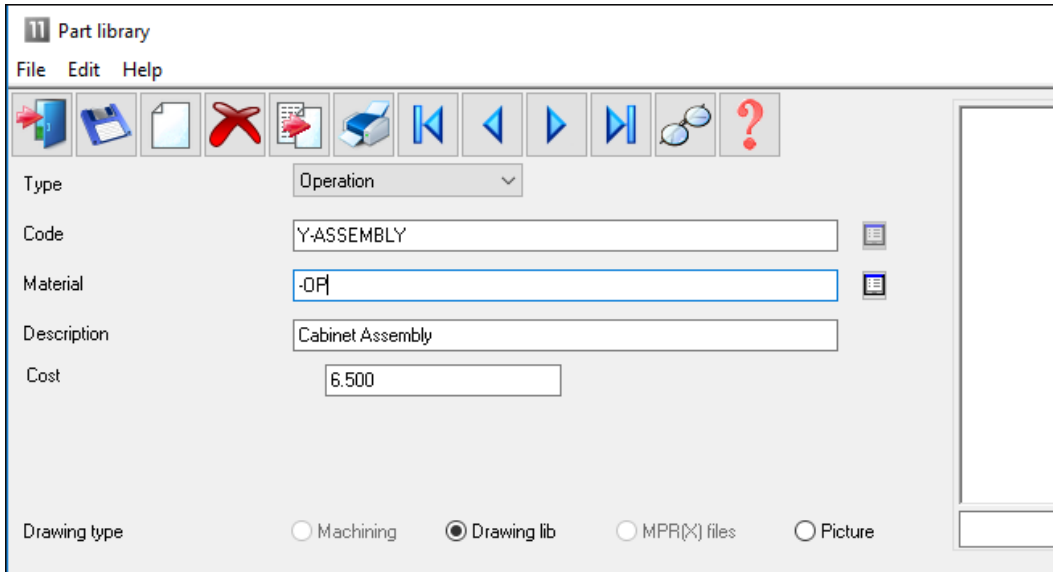 11 Part library
File Edit Help
Type Operation
Code Y-ASSEMBLY
Material -OP
Description Cabinet Assembly
Cost 6.500
Drawing type Machining Drawing lib MPR(X) files Picture